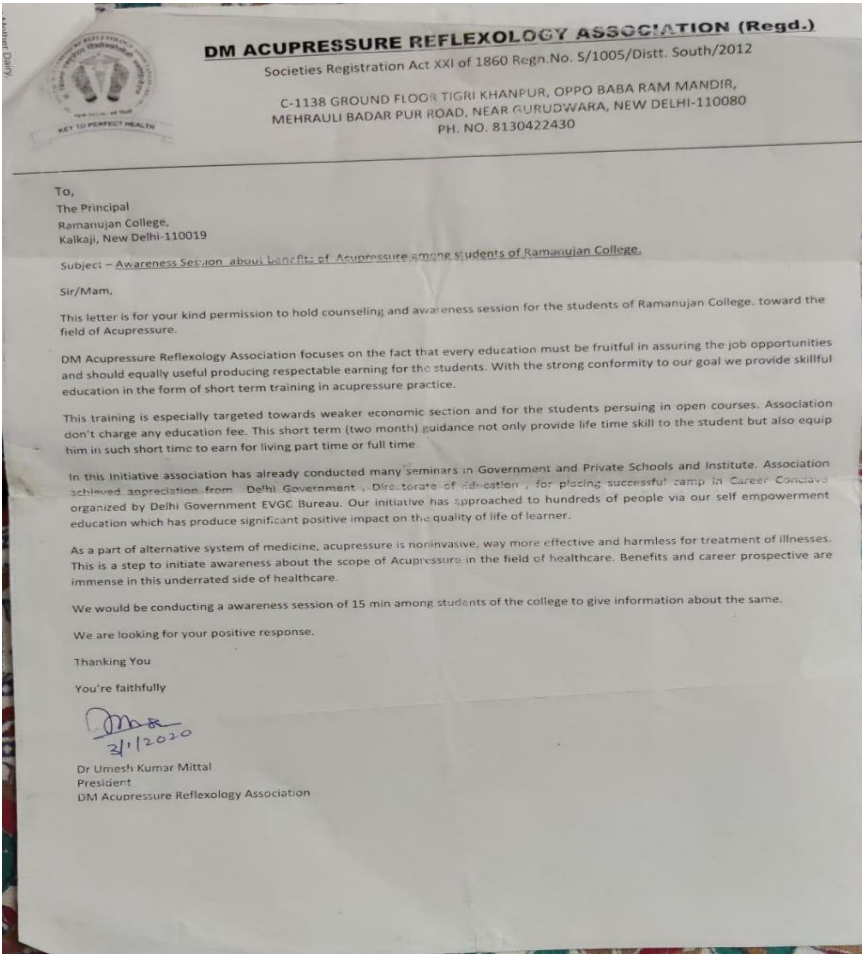 Mother Dairy,
DM ACUPRESSURE REFLEXOLOGY ASSOCIATION (Regd.)
Societies Registration Act XXI of 1860 Regn.No. S/1005/Distt. South/2012
C-1138 GROUND FLOOR TIGRI KHANPUR, OPPO BABA RAM MANDIR,
MEHRAULI BADAR PUR ROAD, NEAR GURUDWARA, NEW DELHI-110080
PH. NO. 8130422430
KEY TO PERFECT HEALTH
To,
The Principal
Ramanujan College,
Kalkaji, New Delhi-110019
Subject – Awareness Session about benefits of Acupressure among students of Ramanujan College.
Sir/Mam,
This letter is for your kind permission to hold counseling and awareness session for the students of Ramanujan College. toward the
field of Acupressure.
DM Acupressure Reflexology Association focuses on the fact that every education must be fruitful in assuring the job opportunities
and should equally useful producing respectable earning for the students. With the strong conformity to our goal we provide skillful
education in the form of short term training in acupressure practice.
This training is especially targeted towards weaker economic section and for the students persuing in open courses. Association
don't charge any education fee. This short term (two month) guidance not only provide life time skill to the student but also equip
him in such short time to earn for living part time or full time
In this Initiative association has already conducted many seminars in Government and Private Schools and Institute. Association
achieved appreciation from Delhi Government , Directorate of Education , for placing successful camp in Career Conclave
organized by Delhi Government EVGC Bureau. Our initiative has approached to hundreds of people via our self empowerment
education which has produce significant positive impact on the quality of life of learner.
As a part of alternative system of medicine, acupressure is noninvasive, way more effective and harmless for treatment of illnesses.
This is a step to initiate awareness about the scope of Acupressure in the field of healthcare. Benefits and career prospective are
immense in this underrated side of healthcare.
We would be conducting a awareness session of 15 min among students of the college to give information about the same.
We are looking for your positive response.
Thanking You
You're faithfully
3/1/2020
Dr Umesh Kumar Mittal
President
DM Acupressure Reflexology Association